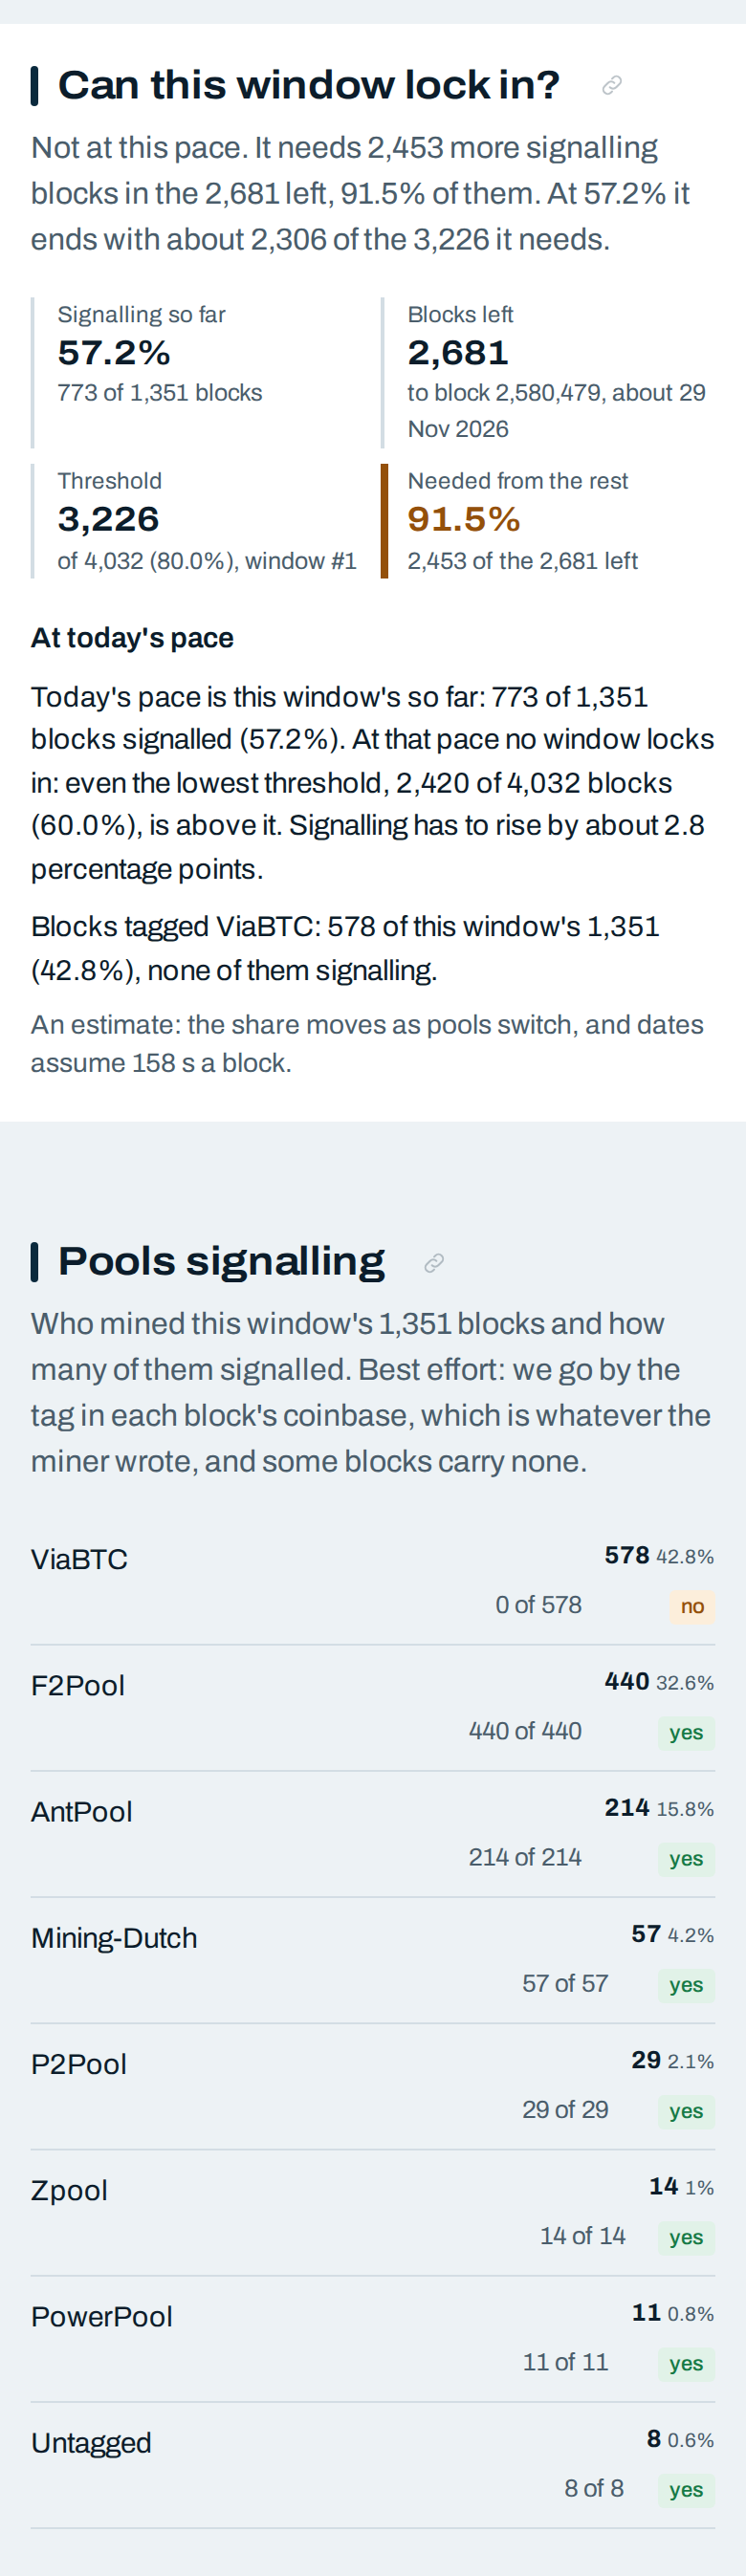 Can this window lock in?
Not at this pace. It needs 2,453 more signalling
blocks in the 2,681 left, 91.5% of them. At 57.2% it
ends with about 2,306 of the 3,226 it needs.
Signalling so far
57.2%
773 of 1,351 blocks
Blocks left
2,681
to block 2,580,479, about 29
Nov 2026
Threshold
3,226
of 4,032 (80.0%), window #1
Needed from the rest
91.5%
2,453 of the 2,681 left
At today's pace
Today's pace is this window's so far: 773 of 1,351
blocks signalled (57.2%). At that pace no window locks
in: even the lowest threshold, 2,420 of 4,032 blocks
(60.0%), is above it. Signalling has to rise by about 2.8
percentage points.
Blocks tagged ViaBTC: 578 of this window's 1,351
(42.8%), none of them signalling.
An estimate: the share moves as pools switch, and dates
assume 158 s a block.
Pools signalling
Who mined this window's 1,351 blocks and how
many of them signalled. Best effort: we go by the
tag in each block's coinbase, which is whatever the
miner wrote, and some blocks carry none.
ViaBTC 578 42.8%
0 of 578 no
F2Pool 440 32.6%
440 of 440 yes
AntPool 214 15.8%
214 of 214 yes
Mining-Dutch 57 4.2%
57 of 57 yes
P2Pool 29 2.1%
29 of 29 yes
Zpool 14 1%
14 of 14 yes
PowerPool 11 0.8%
11 of 11 yes
Untagged 8 0.6%
8 of 8 yes